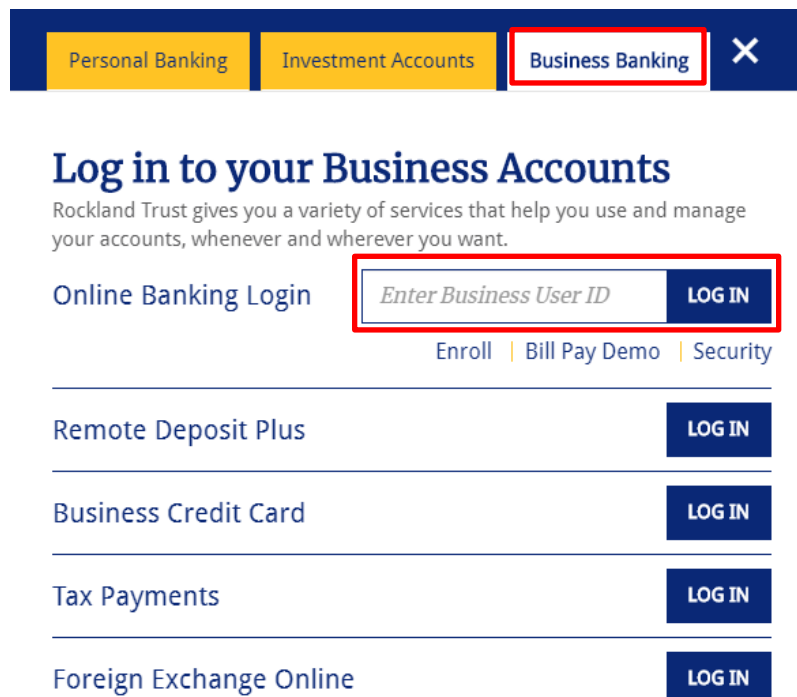 Personal Banking Investment Accounts Business Banking ✕
Log in to your Business Accounts
Rockland Trust gives you a variety of services that help you use and manage
your accounts, whenever and wherever you want.
Online Banking Login Enter Business User ID LOG IN
Enroll | Bill Pay Demo | Security
Remote Deposit Plus LOG IN
Business Credit Card LOG IN
Tax Payments LOG IN
Foreign Exchange Online LOG IN